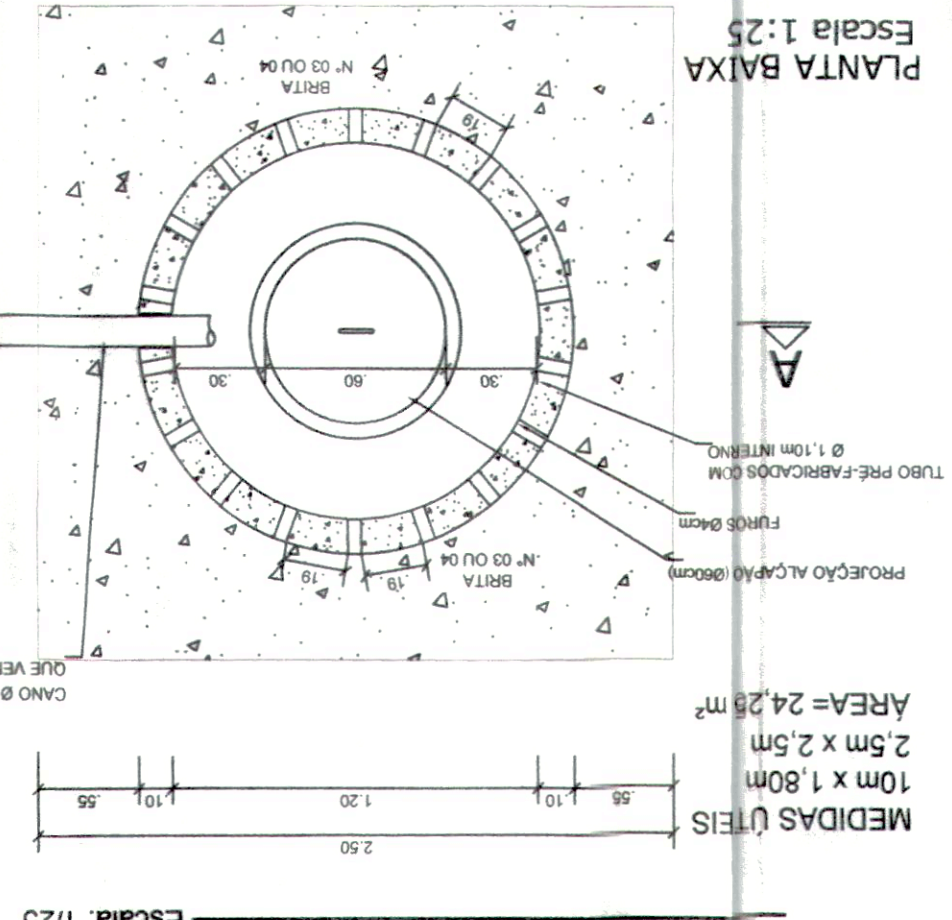 Escala: 1/25
2.50
.55
.10
1.20
.10
.55
MEDIDAS ÚTEIS
10m x 1,80m
2,5m x 2,5m
ÁREA= 24,25 m²
CANO Ø
QUE VE
PROJEÇÃO ALÇAPÃO (Ø60cm)
BRITA
Nº 03 OU 04
.19
.19
FUROS Ø4cm
TUBO PRÉ-FABRICADOS COM
Ø 1,10m INTERNO
A
.30
.60
.30
.19
BRITA
Nº 03 OU 04
PLANTA BAIXA
Escala 1:25